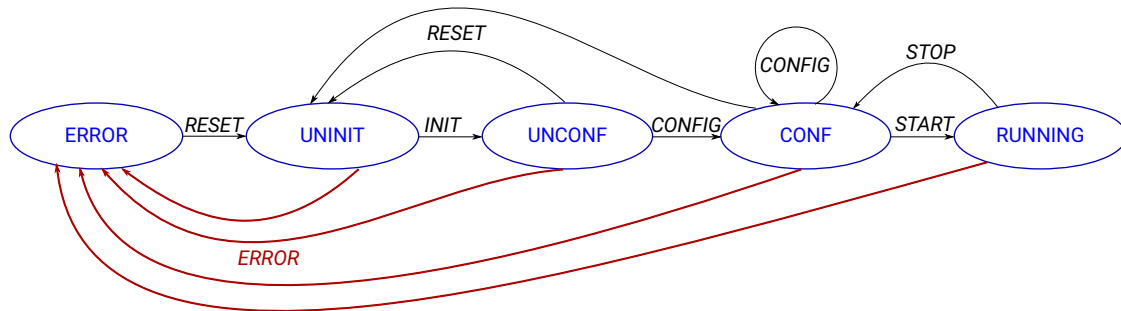 RESET
CONFIG
STOP
ERROR
RESET
UNINIT
INIT
UNCONF
CONFIG
CONF
START
RUNNING
ERROR